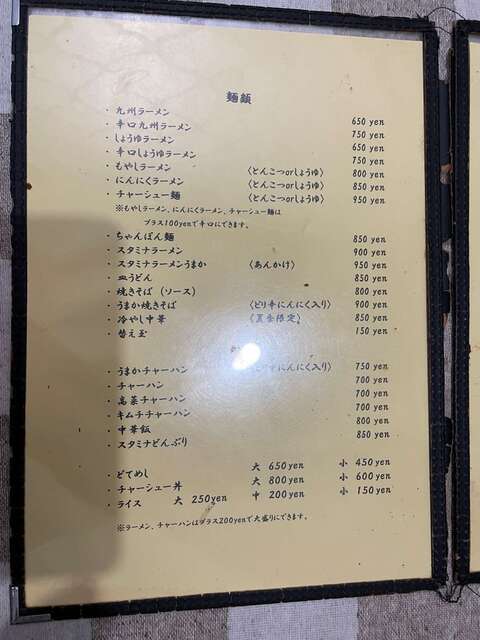 麺類
・九州ラーメン 650 yen
・辛口九州ラーメン 750 yen
・しょうゆラーメン 650 yen
・辛口しょうゆラーメン 750 yen
・もやしラーメン 〈とんこつorしょうゆ〉 800 yen
・にんにくラーメン 〈とんこつorしょうゆ〉 850 yen
・チャーシュー麺 〈とんこつorしょうゆ〉 950 yen
※もやしラーメン、にんにくラーメン、チャーシュー麺は
プラス100yenで辛口にできます。
・ちゃんぽん麺 850 yen
・スタミナラーメン 900 yen
・スタミナラーメンうまか 〈あんかけ〉 950 yen
・皿うどん 850 yen
・焼きそば (ソース) 800 yen
・うまか焼きそば 〈ピリ辛にんにく入り〉 900 yen
・冷やし中華 〈夏季限定〉 850 yen
・替え玉 150 yen
・うまかチャーハン にんにく入り〉 750 yen
・チャーハン 700 yen
・高菜チャーハン 700 yen
・キムチチャーハン 700 yen
・中華飯 800 yen
・スタミナどんぶり 850 yen
・どてめし 大 650 yen 小 450 yen
・チャーシュー丼 大 800 yen 小 600 yen
・ライス 大 250 yen 中 200 yen 小 150 yen
※ラーメン、チャーハンはプラス200yenで大盛りにできます。